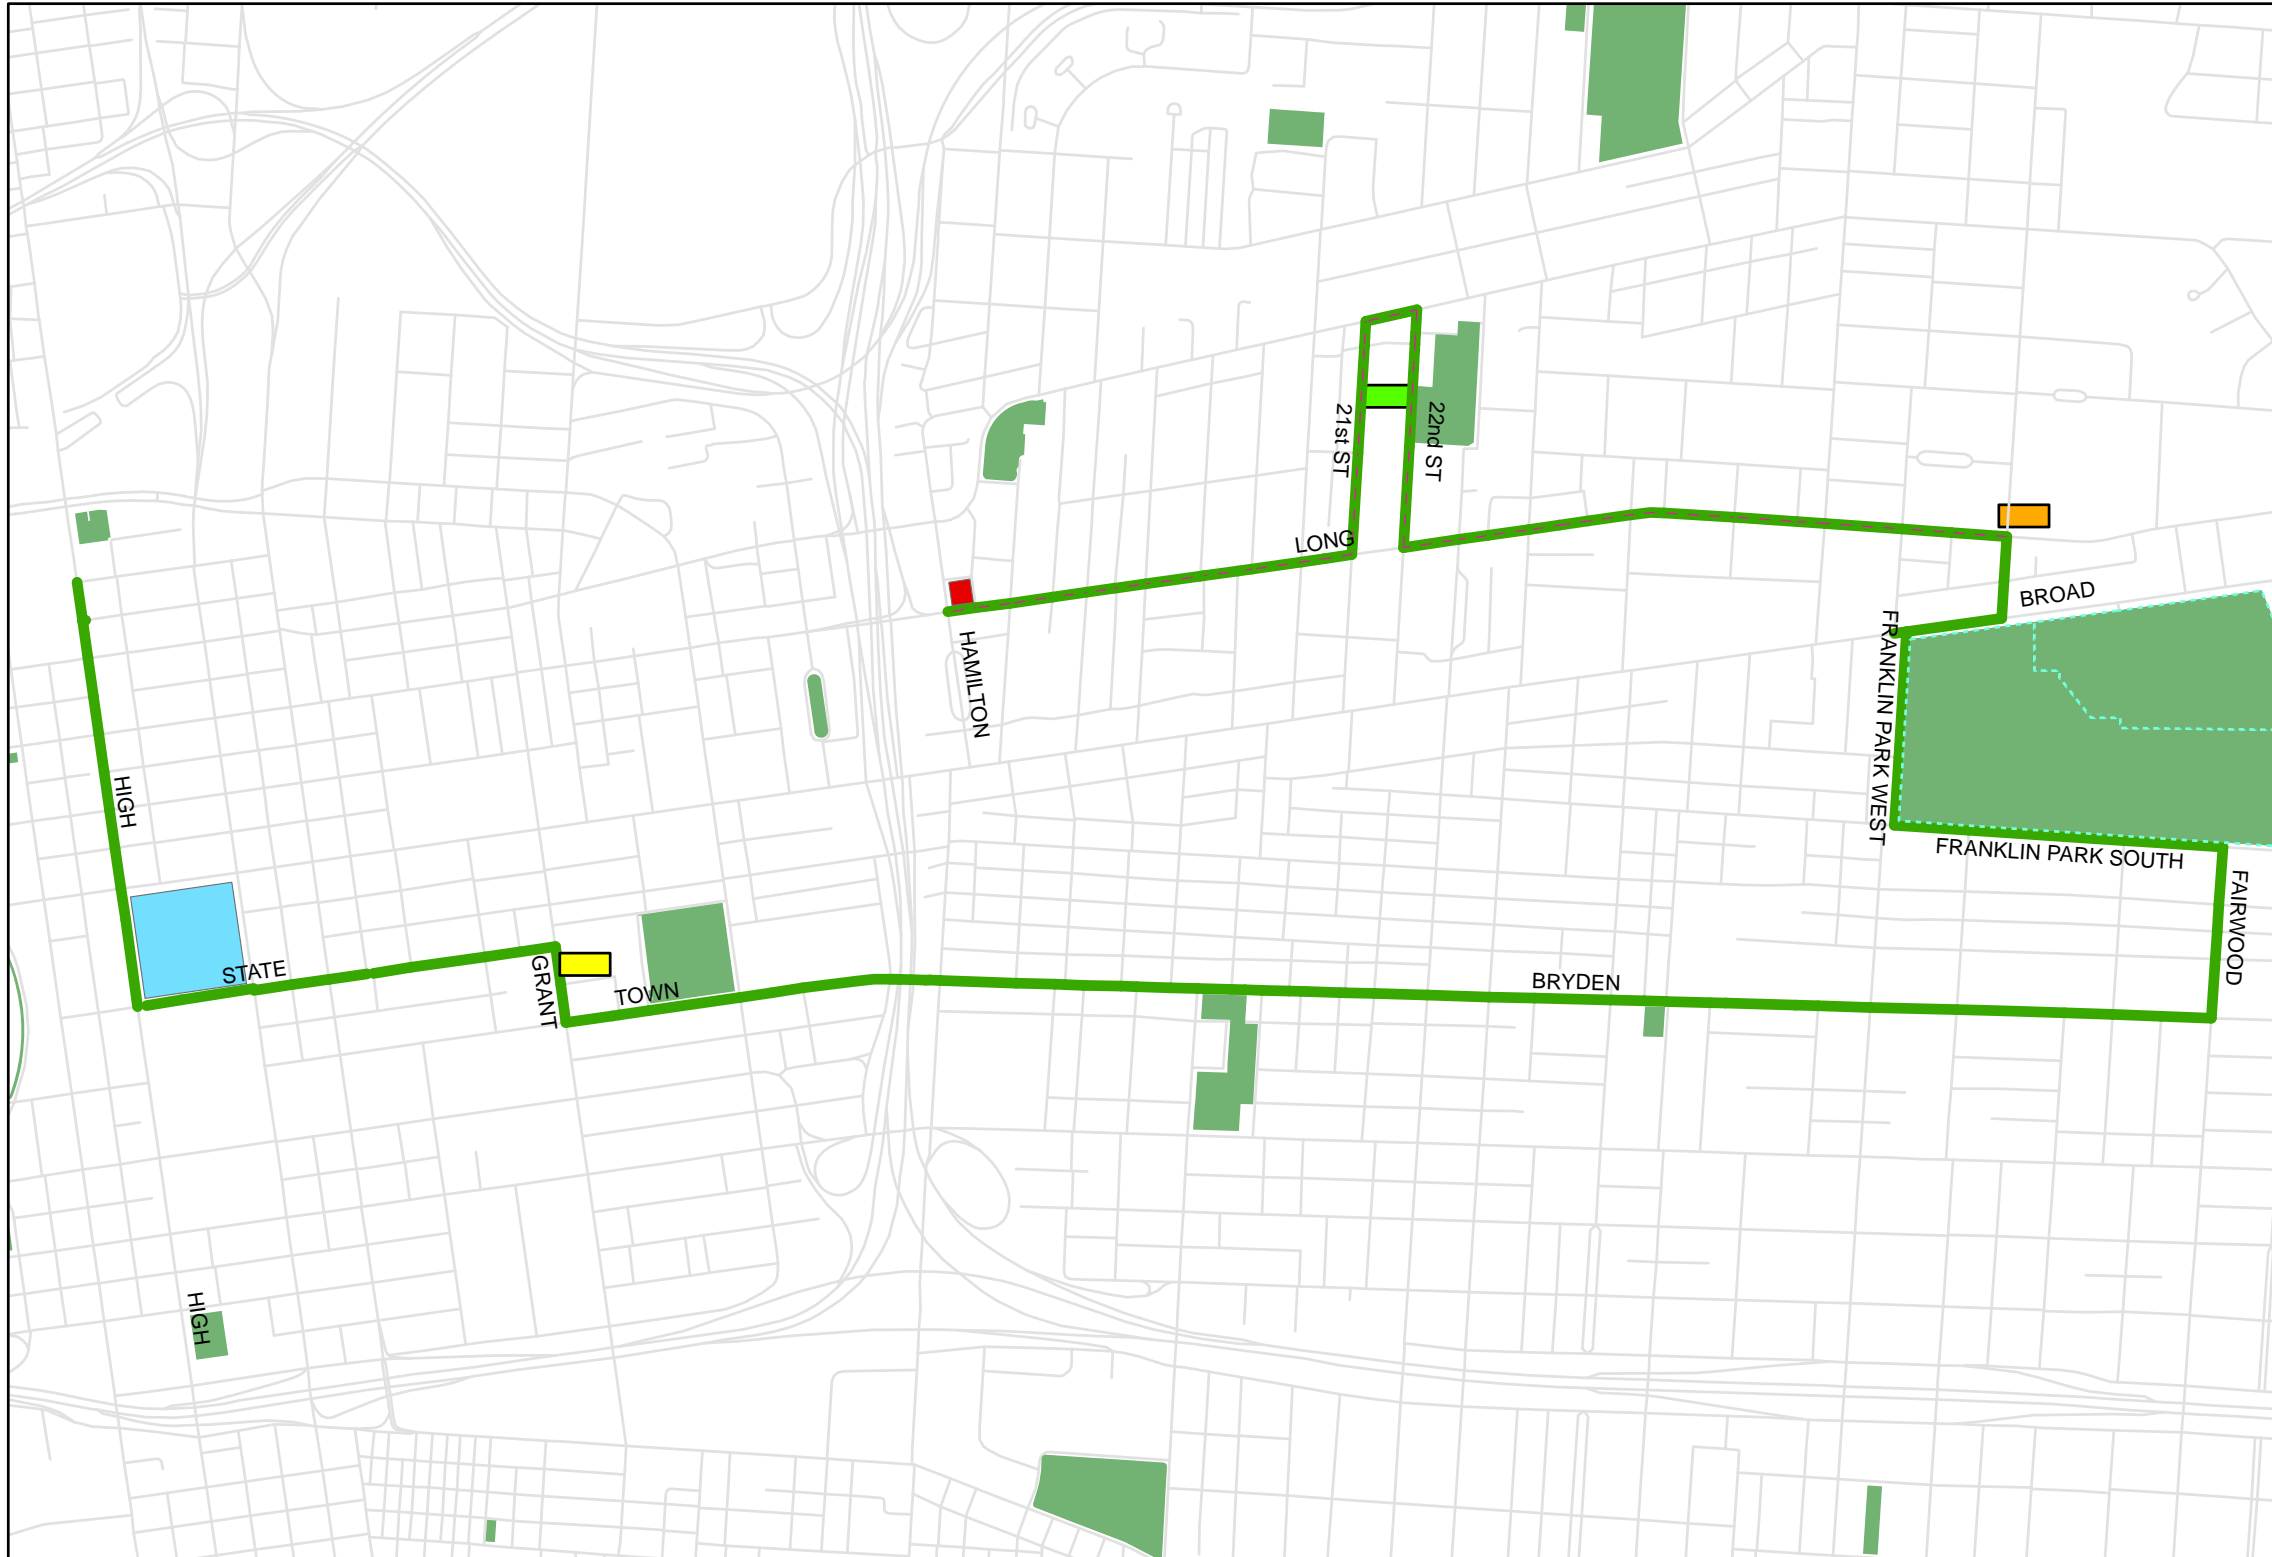 21st ST
22nd ST
LONG
BROAD
HAMILTON
FRANKLIN PARK WEST
HIGH
FRANKLIN PARK SOUTH
FAIRWOOD
STATE
GRANT
TOWN
BRYDEN
HIGH